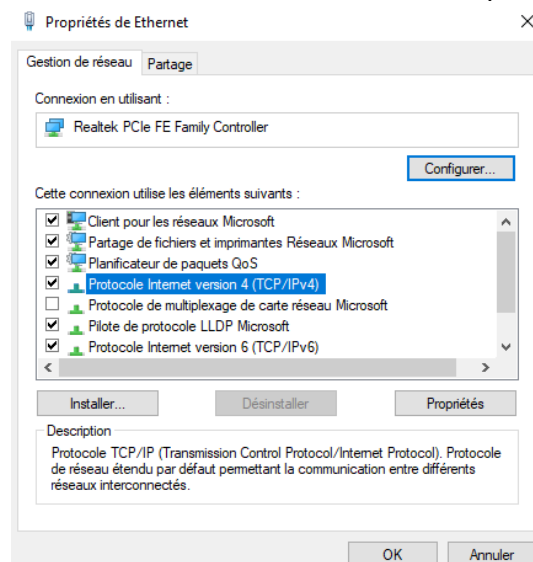 Propriétés de Ethernet
Gestion de réseau Partage
Connexion en utilisant :
Realtek PCIe FE Family Controller
Configurer...
Cette connexion utilise les éléments suivants :
Client pour les réseaux Microsoft
Partage de fichiers et imprimantes Réseaux Microsoft
Planificateur de paquets QoS
Protocole Internet version 4 (TCP/IPv4)
Protocole de multiplexage de carte réseau Microsoft
Pilote de protocole LLDP Microsoft
Protocole Internet version 6 (TCP/IPv6)
Installer... Désinstaller Propriétés
Description
Protocole TCP/IP (Transmission Control Protocol/Internet Protocol). Protocole
de réseau étendu par défaut permettant la communication entre différents
réseaux interconnectés.
OK Annuler